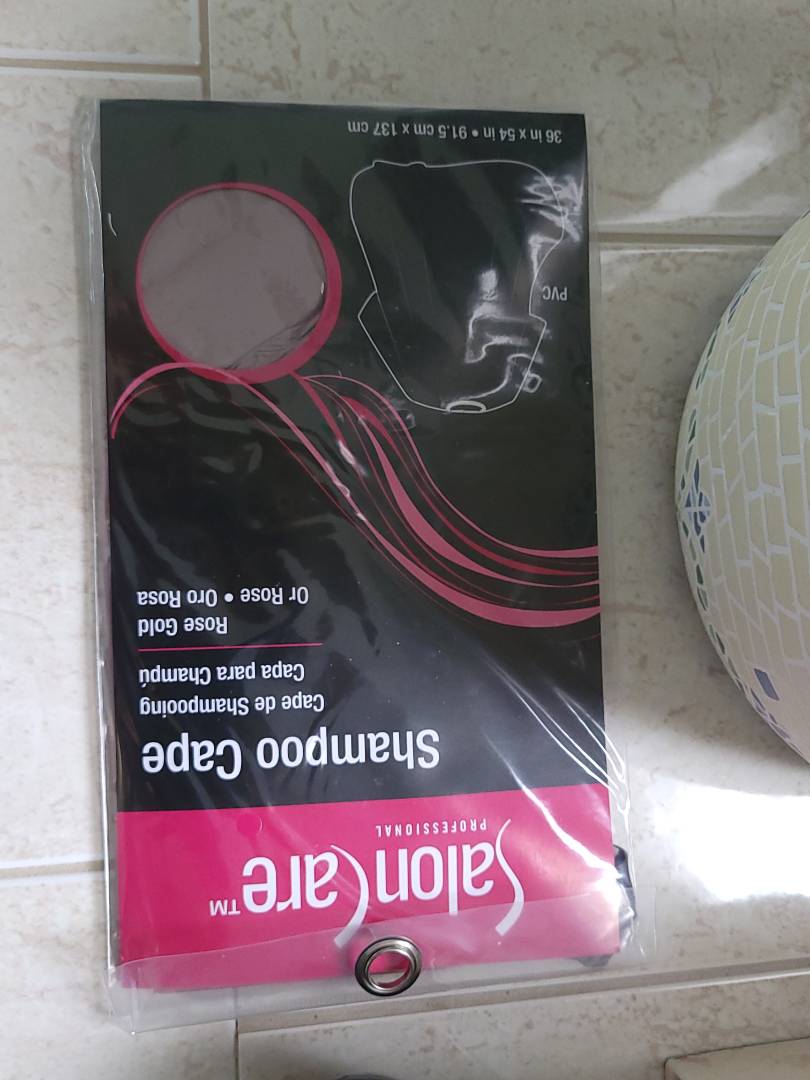 SalonCare™
PROFESSIONAL
Shampoo Cape
Cape de Shampooing
Capa para Champú
Rose Gold
Or Rose • Oro Rosa
PVC
36 in x 54 in • 91.5 cm x 137 cm